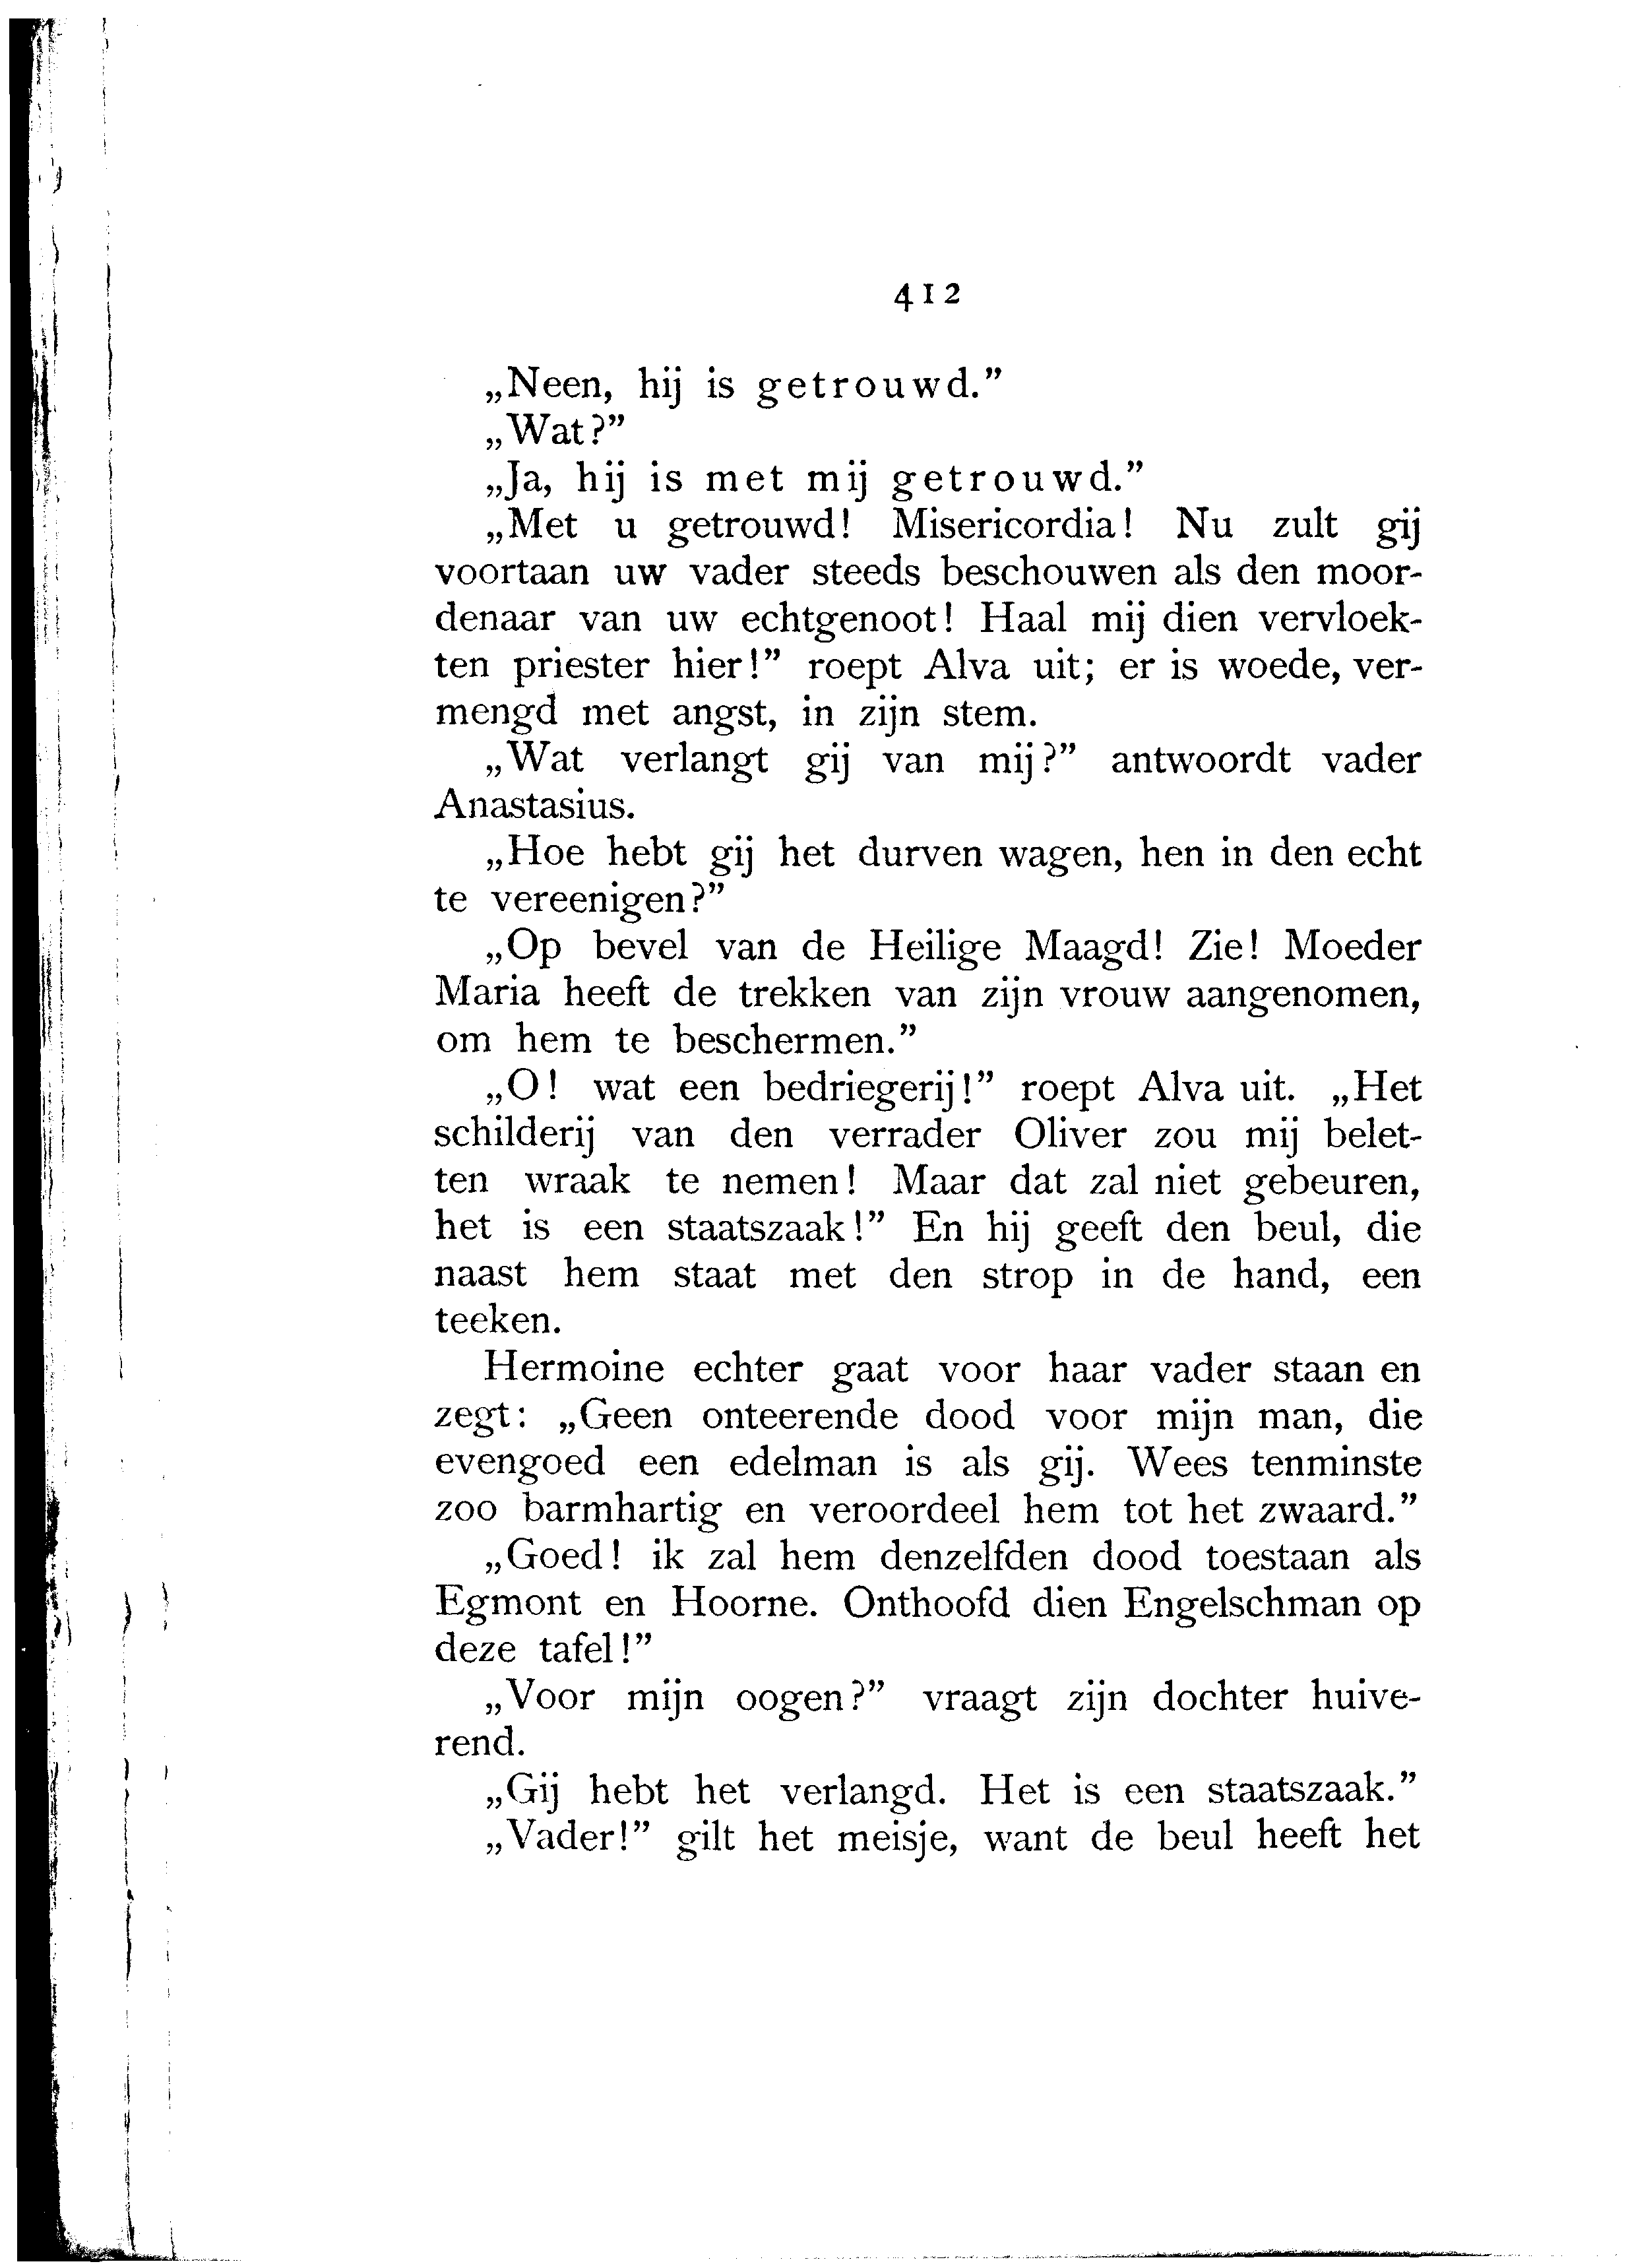 412
„Neen, hij is getrouwd.”
„Wat?”
„Ja, hij is met mij getrouwd.”
„Met u getrouwd! Misericordia! Nu zult gij
voortaan uw vader steeds beschouwen als den moor-
denaar van uw echtgenoot! Haal mij dien vervloek-
ten priester hier!” roept Alva uit; er is woede, ver-
mengd met angst, in zijn stem.
„Wat verlangt gij van mij?” antwoordt vader
Anastasius.
„Hoe hebt gij het durven wagen, hen in den echt
te vereenigen?”
„Op bevel van de Heilige Maagd! Zie! Moeder
Maria heeft de trekken van zijn vrouw aangenomen,
om hem te beschermen.”
„O! wat een bedriegerij!” roept Alva uit. „Het
schilderij van den verrader Oliver zou mij belet-
ten wraak te nemen! Maar dat zal niet gebeuren,
het is een staatszaak!” En hij geeft den beul, die
naast hem staat met den strop in de hand, een
teeken.
Hermoine echter gaat voor haar vader staan en
zegt: „Geen onteerende dood voor mijn man, die
evengoed een edelman is als gij. Wees tenminste
zoo barmhartig en veroordeel hem tot het zwaard.”
„Goed! ik zal hem denzelfden dood toestaan als
Egmont en Hoorne. Onthoofd dien Engelschman op
deze tafel!”
„Voor mijn oogen?” vraagt zijn dochter huive-
rend.
„Gij hebt het verlangd. Het is een staatszaak.”
„Vader!” gilt het meisje, want de beul heeft het